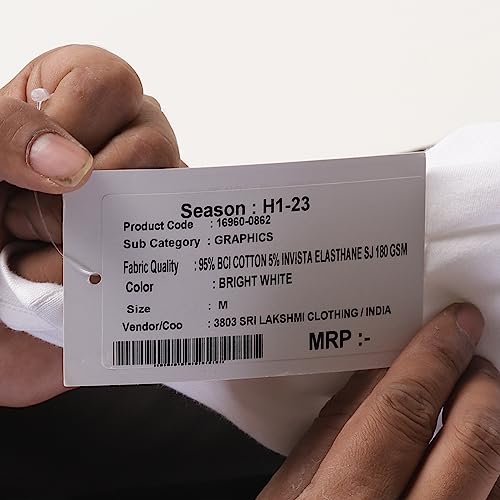 Season : H1-23
Product Code : 16960-0862
Sub Category : GRAPHICS
Fabric Quality : 95% BCI COTTON 5% INVISTA ELASTHANE SJ 180 GSM
Color : BRIGHT WHITE
Size : M
Vendor/Coo : 3803 SRI LAKSHMI CLOTHING / INDIA
MRP :-